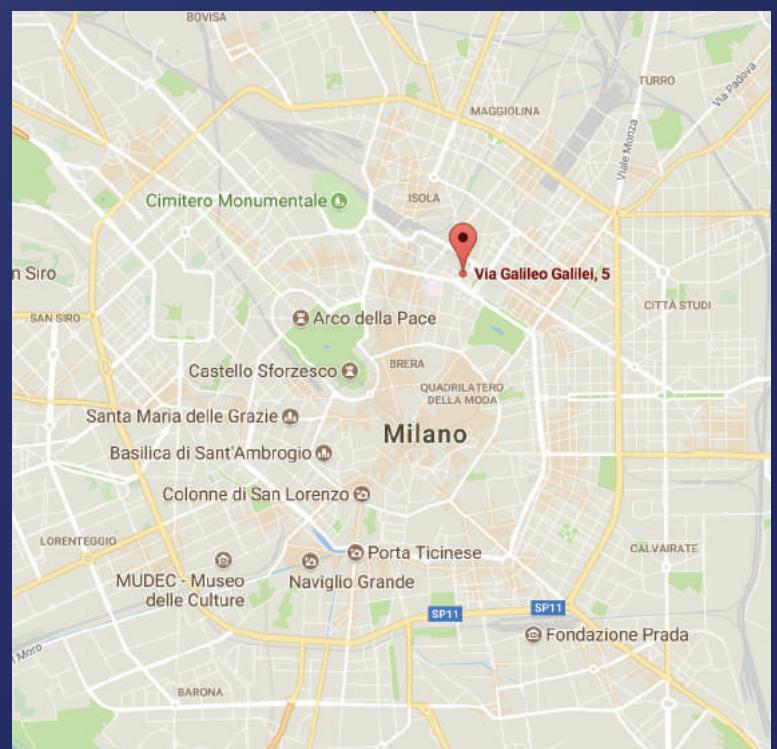 BOVISA
TURRO
Via Padova
MAGGIOLINA
Viale Monza
Cimitero Monumentale
ISOLA
n Siro
Via Galileo Galilei, 5
CITTÀ STUDI
SAN SIRO
Arco della Pace
BRERA
Castello Sforzesco
QUADRILATERO
DELLA MODA
Santa Maria delle Grazie
Milano
Basilica di Sant'Ambrogio
Colonne di San Lorenzo
LORENTEGGIO
Porta Ticinese
CALVAIRATE
MUDEC - Museo
delle Culture
Naviglio Grande
SP11
SP11
Fondazione Prada
l Moro
BARONA